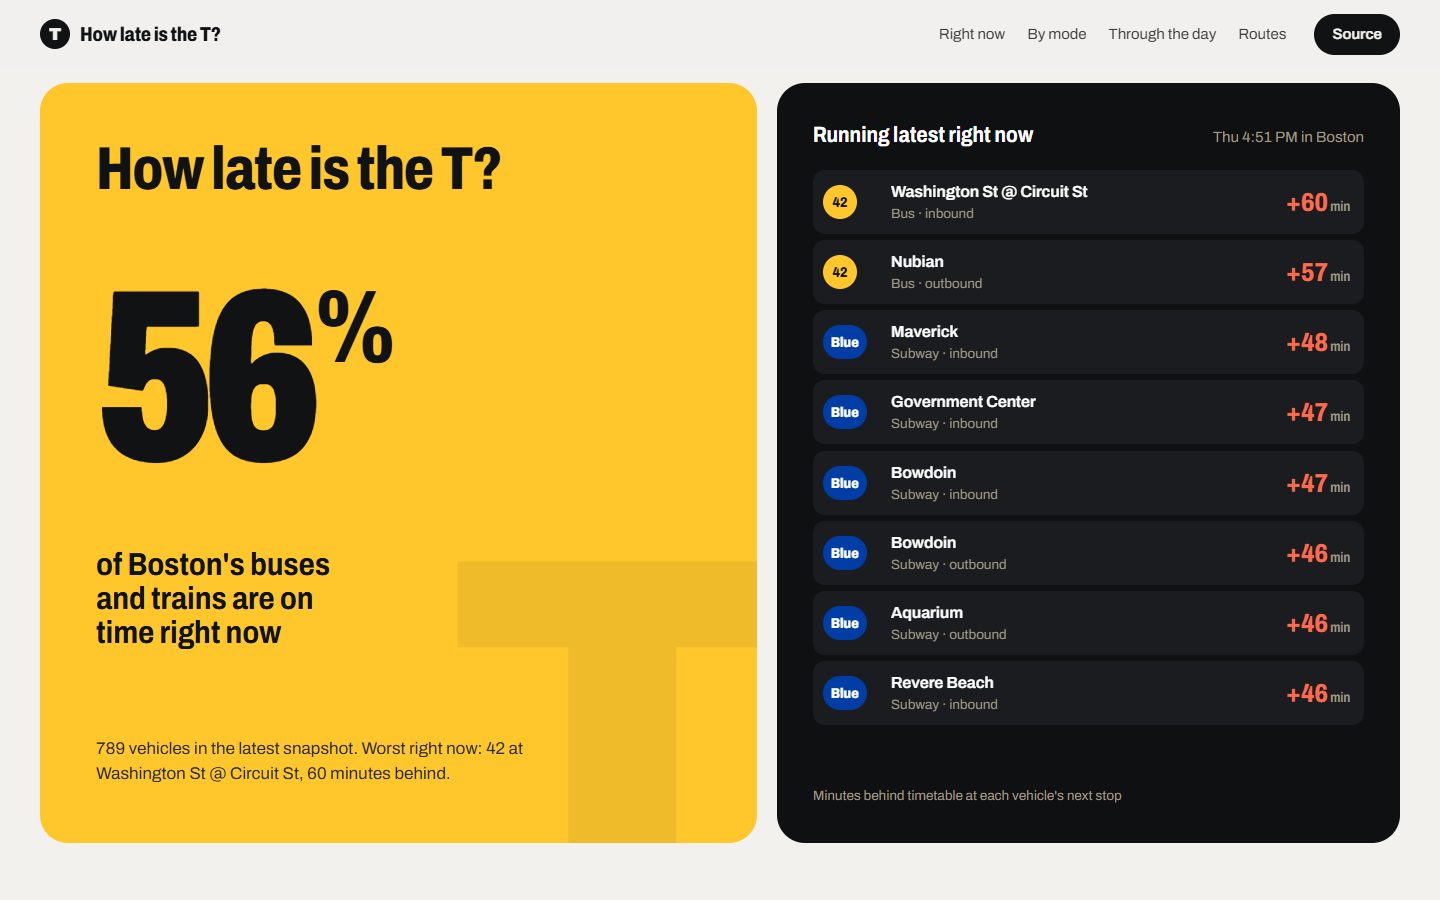 T How late is the T?
Right now By mode Through the day Routes Source
How late is the T?
56%
of Boston's buses
and trains are on
time right now
789 vehicles in the latest snapshot. Worst right now: 42 at
Washington St @ Circuit St, 60 minutes behind.
T
Running latest right now Thu 4:51 PM in Boston
42 Washington St @ Circuit St +60 min
Bus · inbound
42 Nubian +57 min
Bus · outbound
Blue Maverick +48 min
Subway · inbound
Blue Government Center +47 min
Subway · inbound
Blue Bowdoin +47 min
Subway · inbound
Blue Bowdoin +46 min
Subway · outbound
Blue Aquarium +46 min
Subway · outbound
Blue Revere Beach +46 min
Subway · inbound
Minutes behind timetable at each vehicle's next stop